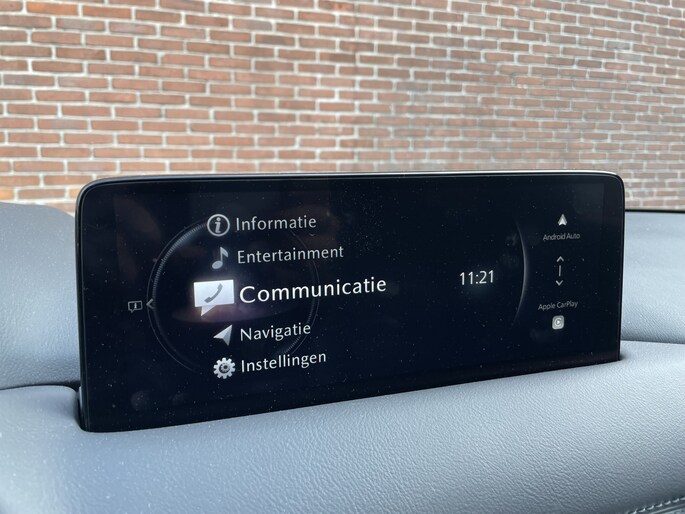 Informatie
Entertainment
Communicatie
Navigatie
Instellingen
11:21
Android Auto
Apple CarPlay